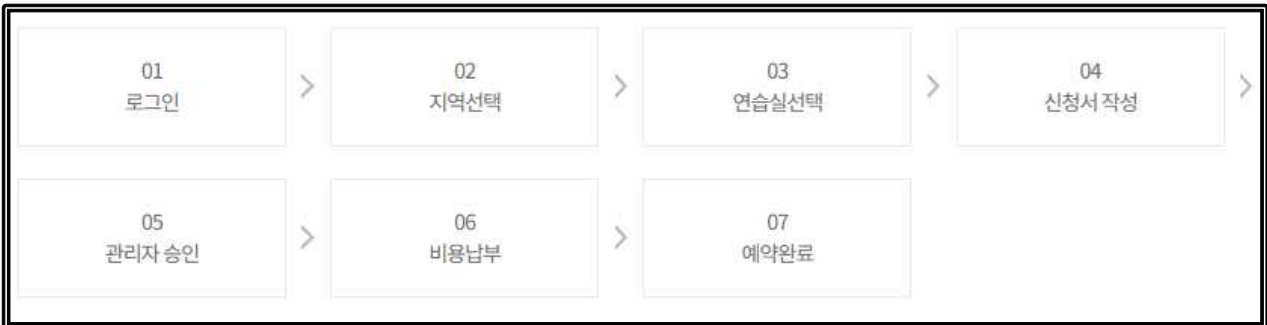 01
로그인
02
지역선택
03
연습실선택
04
신청서 작성
05
관리자 승인
06
비용납부
07
예약완료